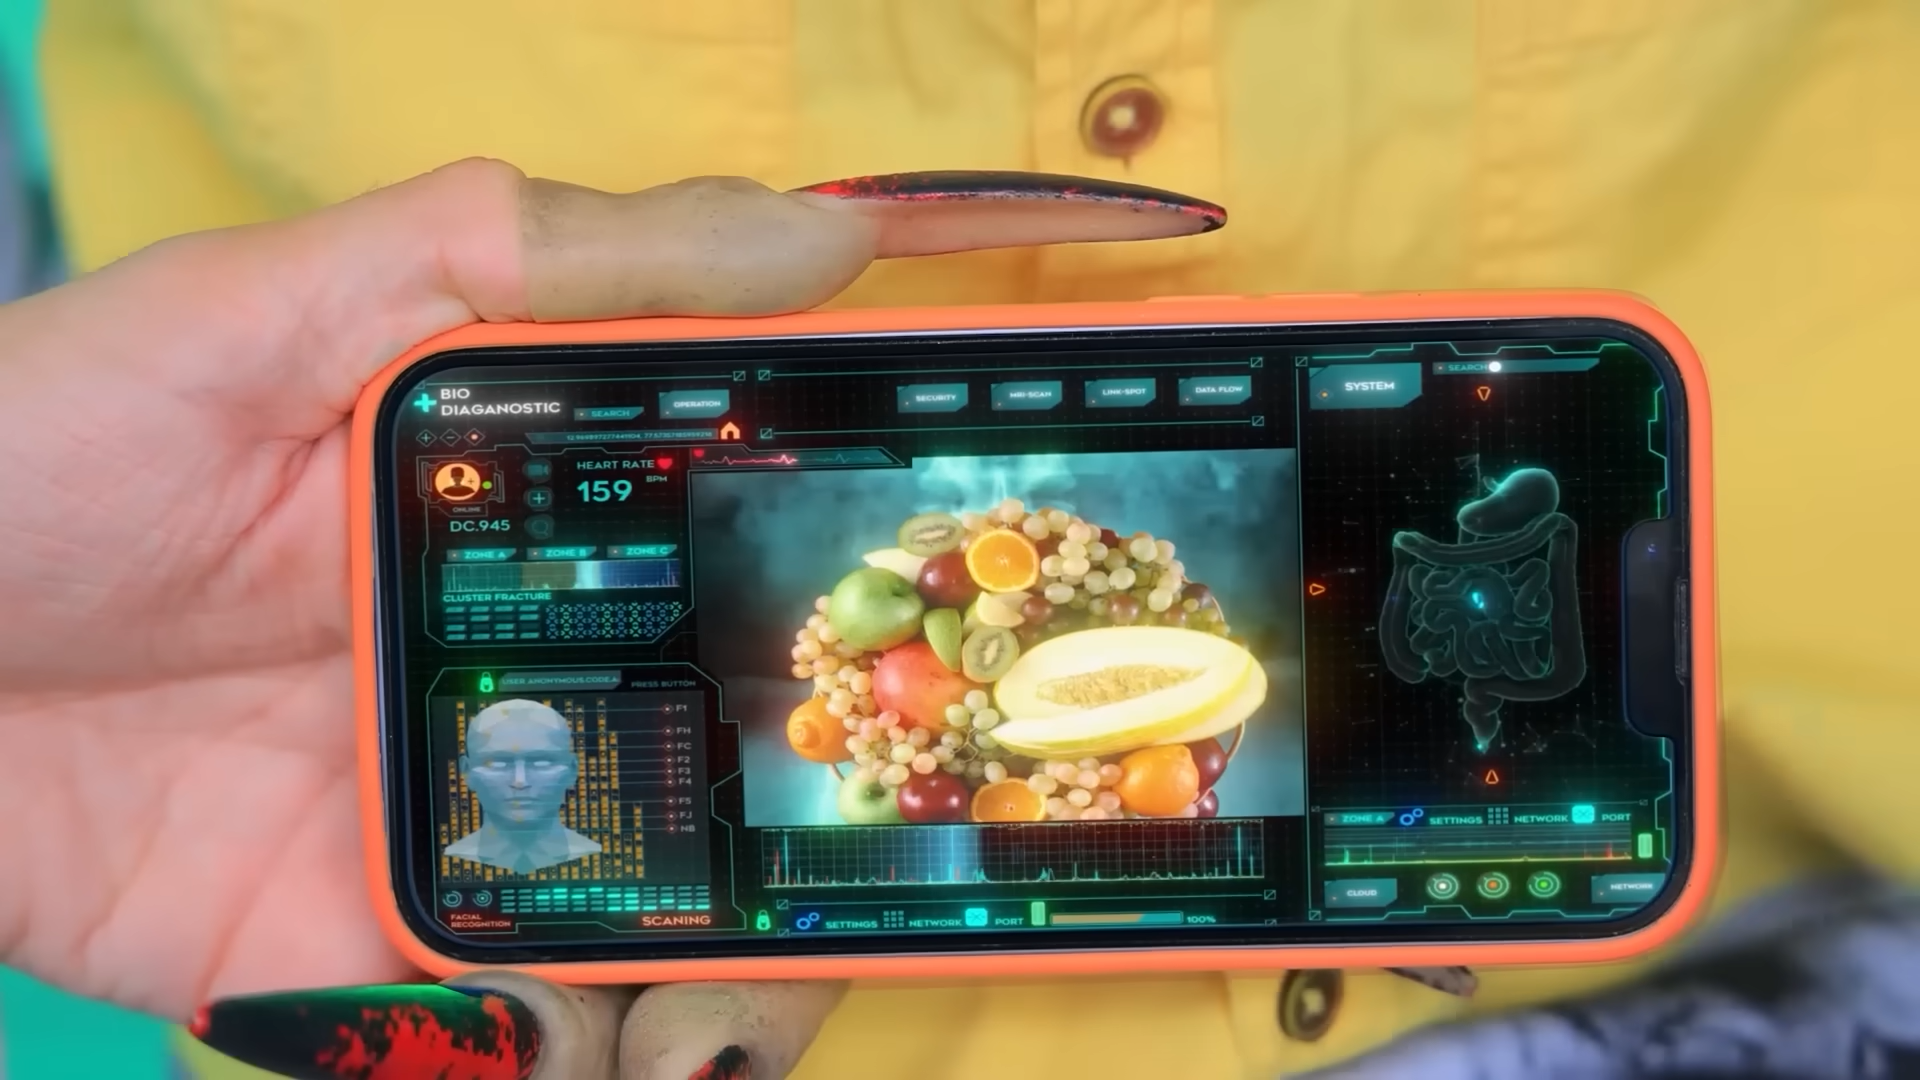 BIO
DIAGANOSTIC
SEARCH
OPERATION
SECURITY
MRI-SCAN
LINK-SPOT
DATA FLOW
SYSTEM
SEARCH
HEART RATE
159 BPM
ONLINE
DC.945
ZONE A
ZONE B
ZONE C
CLUSTER FRACTURE
USER ANONYMOUS.CODE.A
PRESS BUTTON
F1
FH
FC
F2
F3
F4
F5
FJ
NB
FACIAL
RECOGNITION
SCANING
SETTINGS
NETWORK
PORT
100%
ZONE A
SETTINGS
NETWORK
PORT
CLOUD
NETWORK